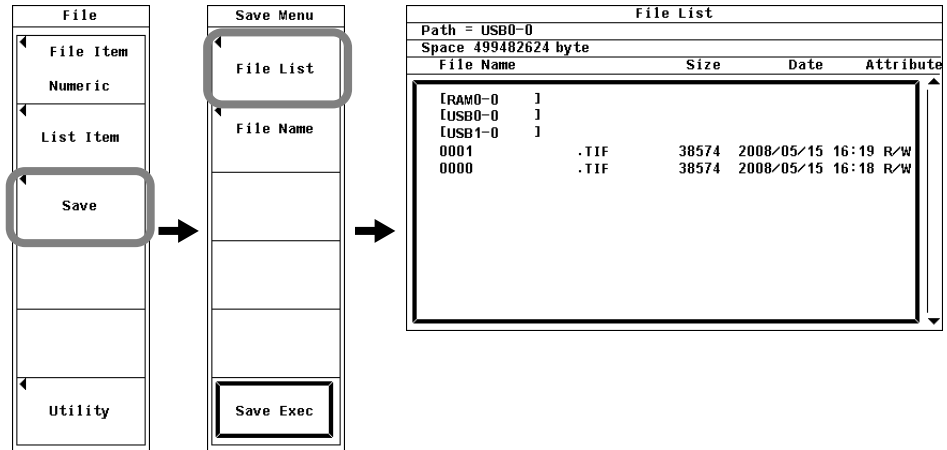 File
File Item
Numeric
List Item
Save
Utility
Save Menu
File List
File Name
Save Exec
File List
Path = USB0-0
Space 499482624 byte
File Name Size Date Attribute
[RAM0-0 ]
[USB0-0 ]
[USB1-0 ]
0001 .TIF 38574 2008/05/15 16:19 R/W
0000 .TIF 38574 2008/05/15 16:18 R/W